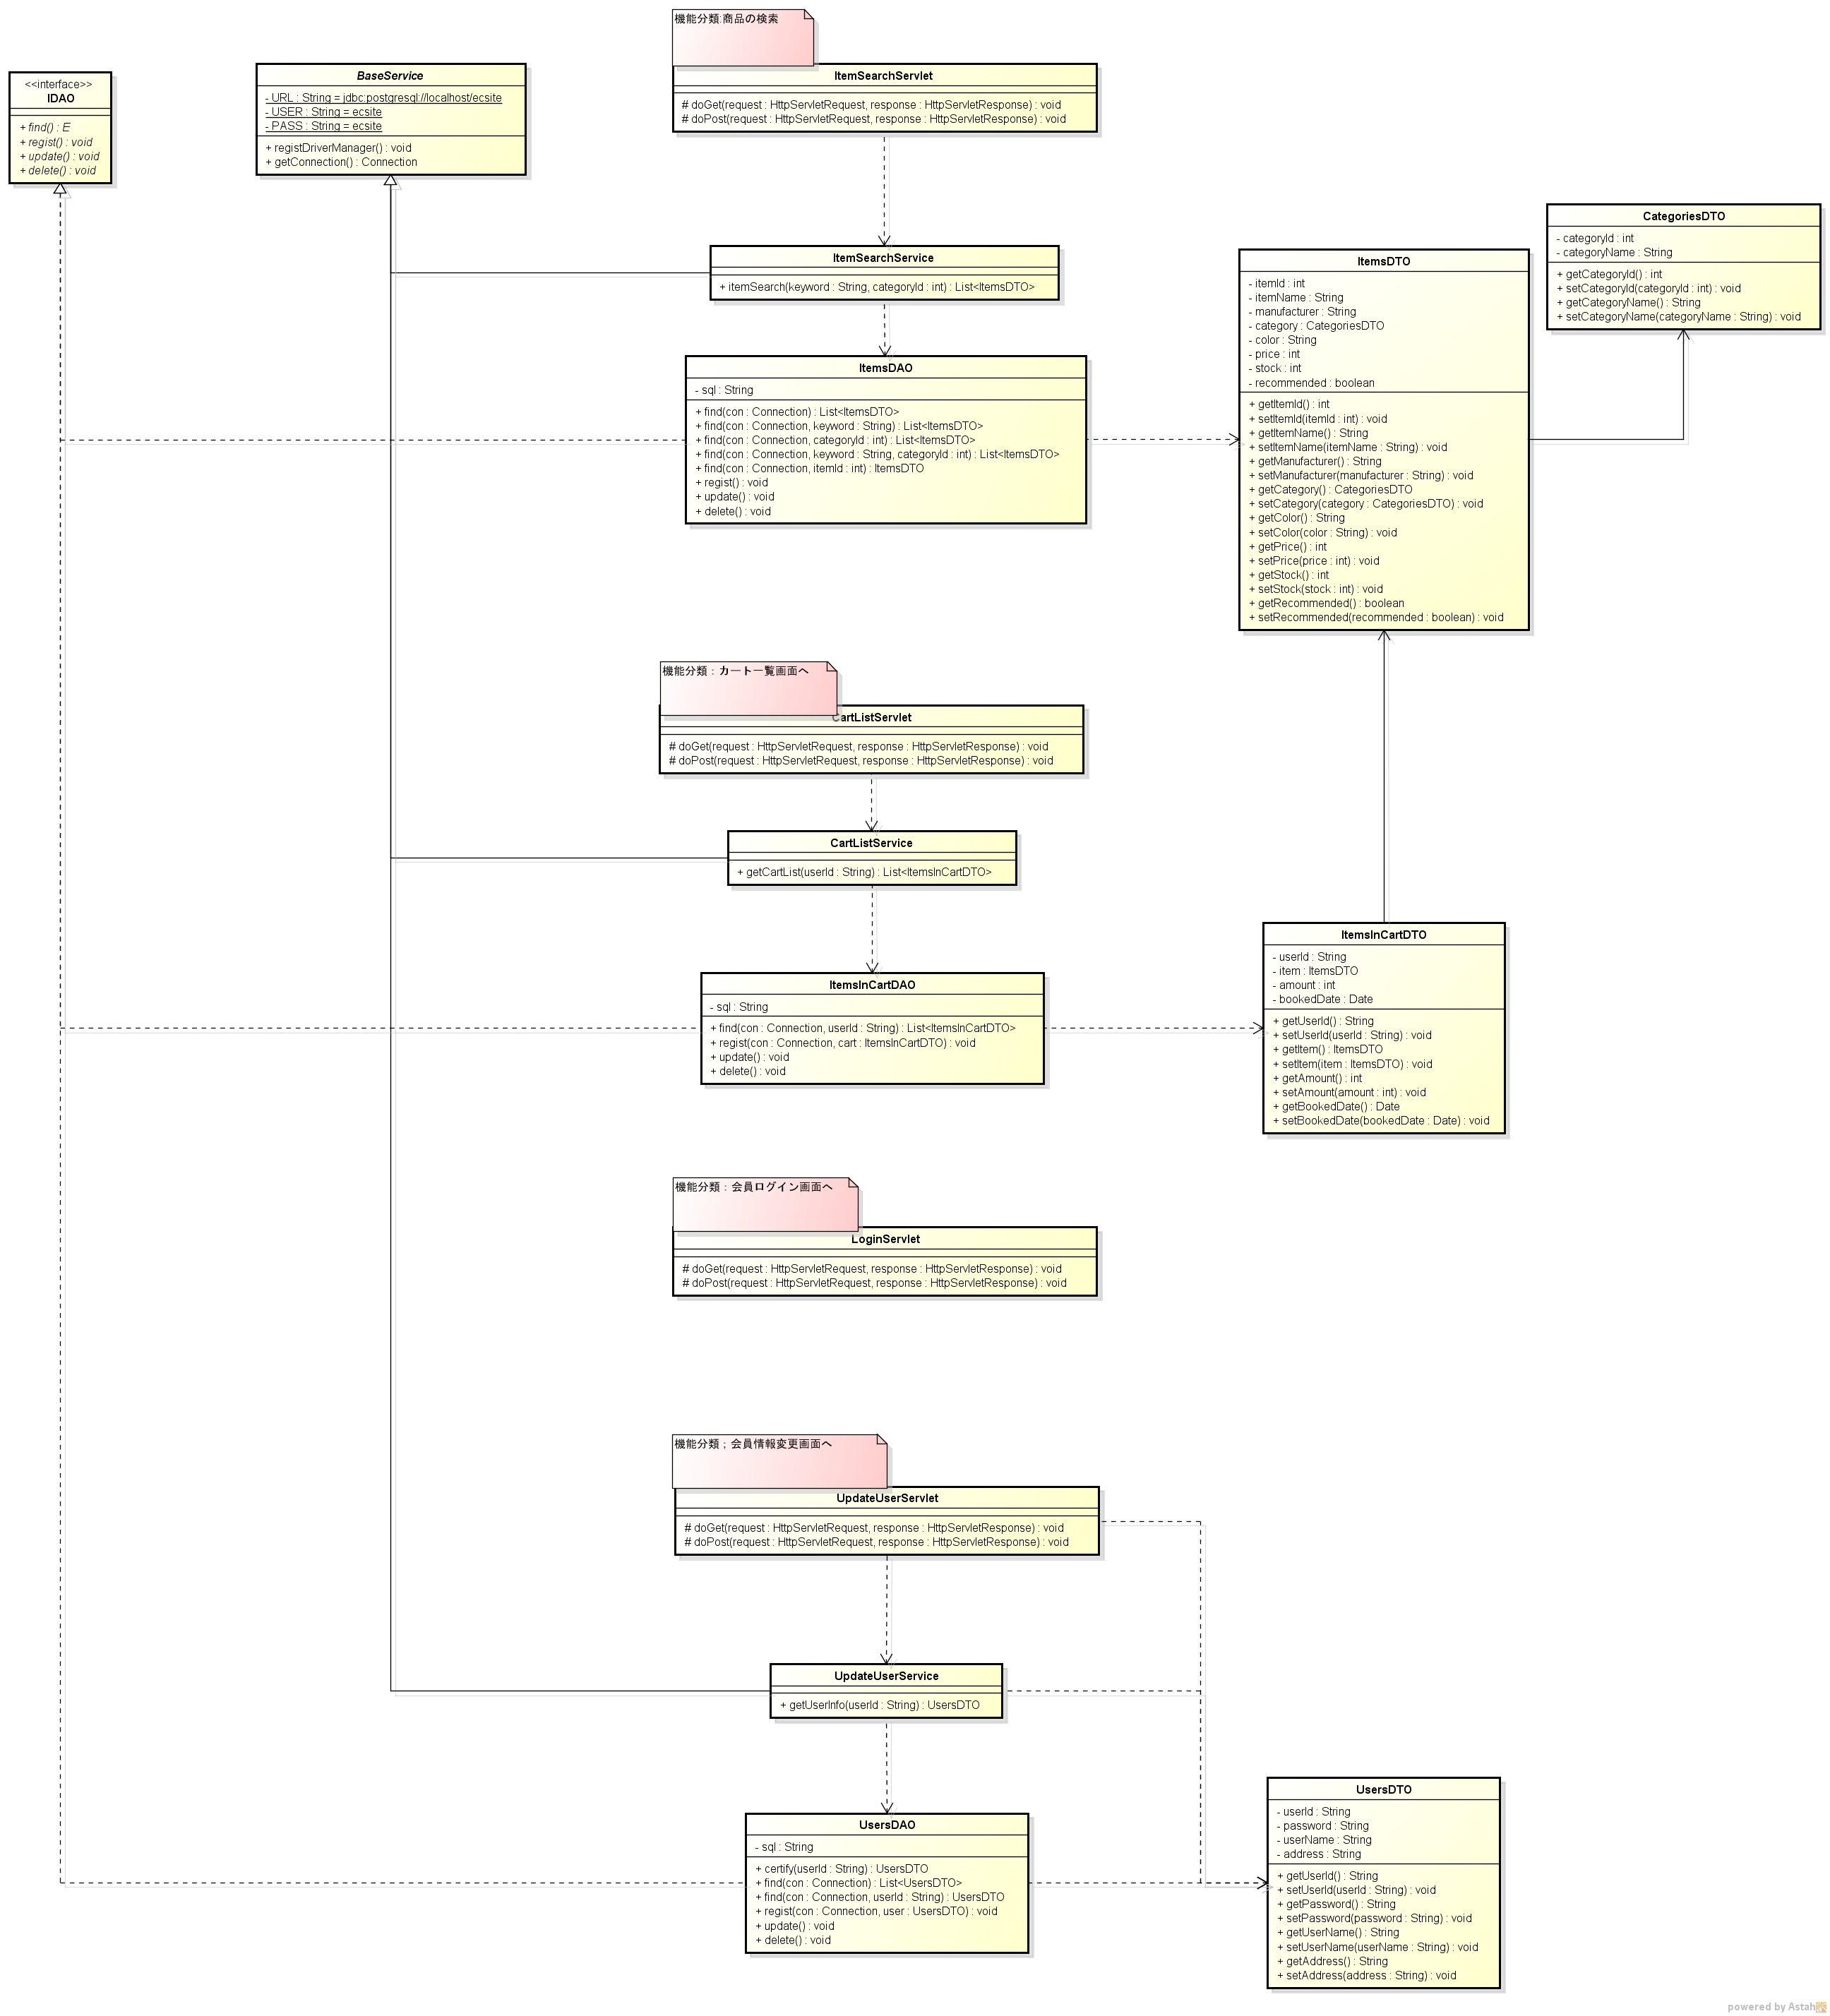 機能分類:商品の検索
<<interface>>
IDAO
+ find() : E
+ regist() : void
+ update() : void
+ delete() : void
BaseService
- URL : String = jdbc:postgresql://localhost/ecsite
- USER : String = ecsite
- PASS : String = ecsite
+ registDriverManager() : void
+ getConnection() : Connection
ItemSearchServlet
# doGet(request : HttpServletRequest, response : HttpServletResponse) : void
# doPost(request : HttpServletRequest, response : HttpServletResponse) : void
ItemSearchService
+ itemSearch(keyword : String, categoryId : int) : List<ItemsDTO>
CategoriesDTO
- categoryId : int
- categoryName : String
+ getCategoryId() : int
+ setCategoryId(categoryId : int) : void
+ getCategoryName() : String
+ setCategoryName(categoryName : String) : void
ItemsDTO
- itemId : int
- itemName : String
- manufacturer : String
- category : CategoriesDTO
- color : String
- price : int
- stock : int
- recommended : boolean
+ getItemId() : int
+ setItemId(itemId : int) : void
+ getItemName() : String
+ setItemName(itemName : String) : void
+ getManufacturer() : String
+ setManufacturer(manufacturer : String) : void
+ getCategory() : CategoriesDTO
+ setCategory(category : CategoriesDTO) : void
+ getColor() : String
+ setColor(color : String) : void
+ getPrice() : int
+ setPrice(price : int) : void
+ getStock() : int
+ setStock(stock : int) : void
+ getRecommended() : boolean
+ setRecommended(recommended : boolean) : void
ItemsDAO
- sql : String
+ find(con : Connection) : List<ItemsDTO>
+ find(con : Connection, keyword : String) : List<ItemsDTO>
+ find(con : Connection, categoryId : int) : List<ItemsDTO>
+ find(con : Connection, keyword : String, categoryId : int) : List<ItemsDTO>
+ find(con : Connection, itemId : int) : ItemsDTO
+ regist() : void
+ update() : void
+ delete() : void
機能分類：カート一覧画面へ
CartListServlet
# doGet(request : HttpServletRequest, response : HttpServletResponse) : void
# doPost(request : HttpServletRequest, response : HttpServletResponse) : void
CartListService
+ getCartList(userId : String) : List<ItemsInCartDTO>
ItemsInCartDAO
- sql : String
+ find(con : Connection, userId : String) : List<ItemsInCartDTO>
+ regist(con : Connection, cart : ItemsInCartDTO) : void
+ update() : void
+ delete() : void
ItemsInCartDTO
- userId : String
- item : ItemsDTO
- amount : int
- bookedDate : Date
+ getUserId() : String
+ setUserId(userId : String) : void
+ getItem() : ItemsDTO
+ setItem(item : ItemsDTO) : void
+ getAmount() : int
+ setAmount(amount : int) : void
+ getBookedDate() : Date
+ setBookedDate(bookedDate : Date) : void
機能分類：会員ログイン画面へ
LoginServlet
# doGet(request : HttpServletRequest, response : HttpServletResponse) : void
# doPost(request : HttpServletRequest, response : HttpServletResponse) : void
機能分類；会員情報変更画面へ
UpdateUserServlet
# doGet(request : HttpServletRequest, response : HttpServletResponse) : void
# doPost(request : HttpServletRequest, response : HttpServletResponse) : void
UpdateUserService
+ getUserInfo(userId : String) : UsersDTO
UsersDAO
- sql : String
+ certify(userId : String) : UsersDTO
+ find(con : Connection) : List<UsersDTO>
+ find(con : Connection, userId : String) : UsersDTO
+ regist(con : Connection, user : UsersDTO) : void
+ update() : void
+ delete() : void
UsersDTO
- userId : String
- password : String
- userName : String
- address : String
+ getUserId() : String
+ setUserId(userId : String) : void
+ getPassword() : String
+ setPassword(password : String) : void
+ getUserName() : String
+ setUserName(userName : String) : void
+ getAddress() : String
+ setAddress(address : String) : void
powered by Astah